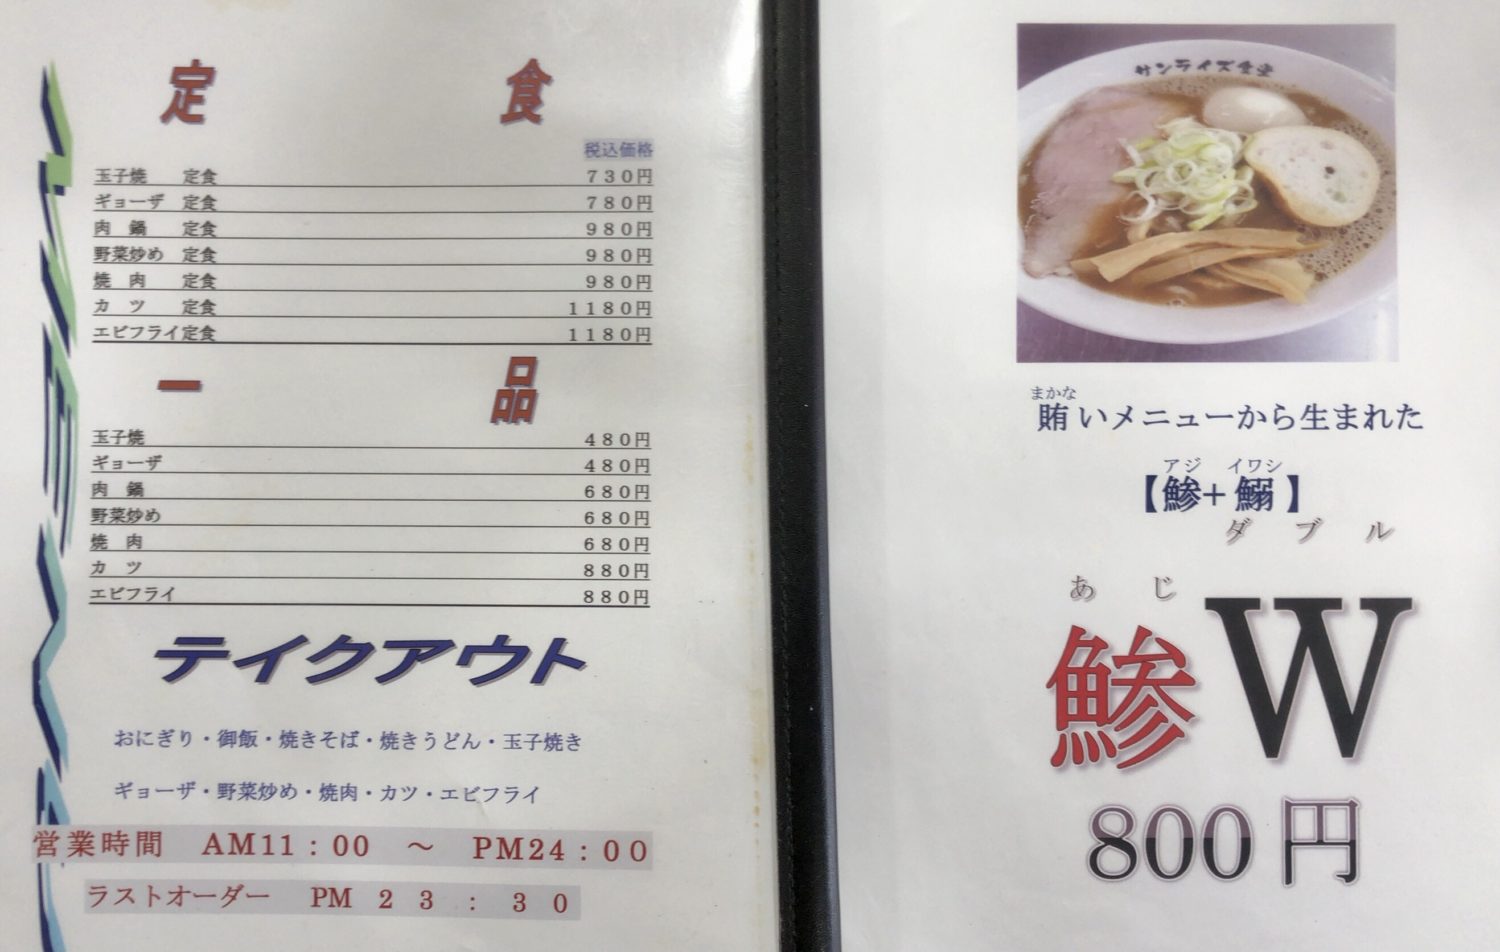 定 食
税込価格
玉子焼 定食 730円
ギョーザ 定食 780円
肉 鍋 定食 980円
野菜炒め 定食 980円
焼 肉 定食 980円
カ ツ 定食 1180円
エビフライ定食 1180円
一 品
玉子焼 480円
ギョーザ 480円
肉 鍋 680円
野菜炒め 680円
焼 肉 680円
カ ツ 880円
エビフライ 880円
テイクアウト
おにぎり・御飯・焼きそば・焼きうどん・玉子焼き
ギョーザ・野菜炒め・焼肉・カツ・エビフライ
営業時間 AM11:00 ～ PM24:00
ラストオーダー PM 23:30
サンライズ食堂
まかな
賄いメニューから生まれた
アジ イワシ
【鯵+鰯】
ダブル
あじ
鯵W
800円